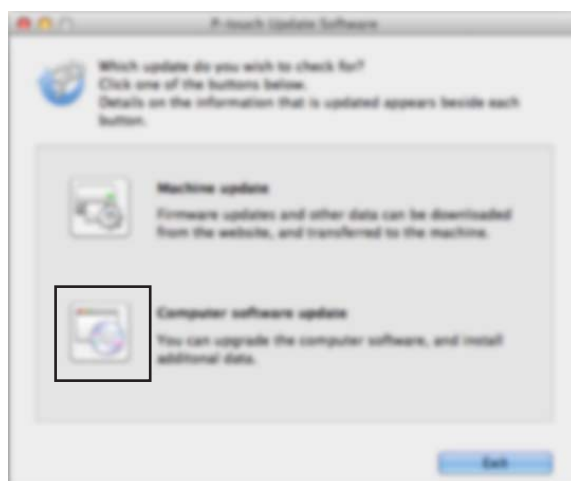 P-touch Update Software
Which update do you wish to check for?
Click one of the buttons below.
Details on the information that is updated appears beside each
button.
Machine update
Firmware updates and other data can be downloaded
from the website, and transferred to the machine.
Computer software update
You can upgrade the computer software, and install
additonal data.
Exit